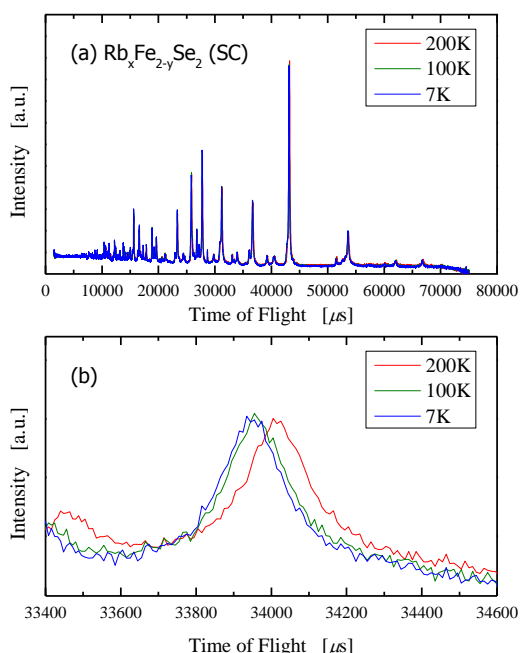 (a) RbₓFe₂₋ᵧSe₂ (SC)
200K
100K
7K
Intensity [a.u.]
0 10000 20000 30000 40000 50000 60000 70000 80000
Time of Flight [μs]
(b)
200K
100K
7K
Intensity [a.u.]
33400 33600 33800 34000 34200 34400 34600
Time of Flight [μs]